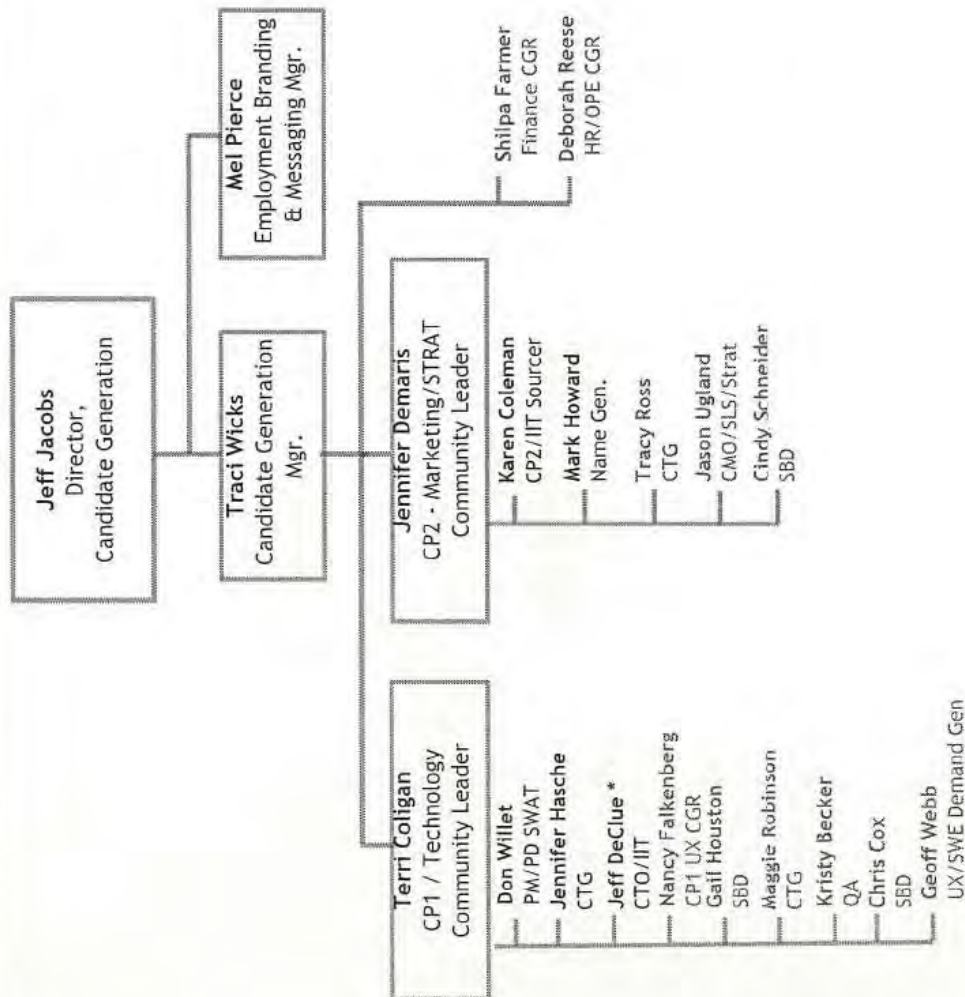 Jeff Jacobs
Director,
Candidate Generation
Mel Pierce
Employment Branding
& Messaging Mgr.
Traci Wicks
Candidate Generation
Mgr.
Terri Coligan
CP1 / Technology
Community Leader
Don Willet
PM/PD SWAT
Jennifer Hasche
CTG
Jeff DeClue *
CTO/IIT
Nancy Falkenberg
CP1 UX CGR
Gail Houston
SBD
Maggie Robinson
CTG
Kristy Becker
QA
Chris Cox
SBD
Geoff Webb
UX/SWE Demand Gen
Jennifer Demaris
CP2 - Marketing/STRAT
Community Leader
Karen Coleman
CP2/IIT Sourcer
Mark Howard
Name Gen.
Tracy Ross
CTG
Jason Ugland
CMO/SLS/Strat
Cindy Schneider
SBD
Shilpa Farmer
Finance CGR
Deborah Reese
HR/OPE CGR